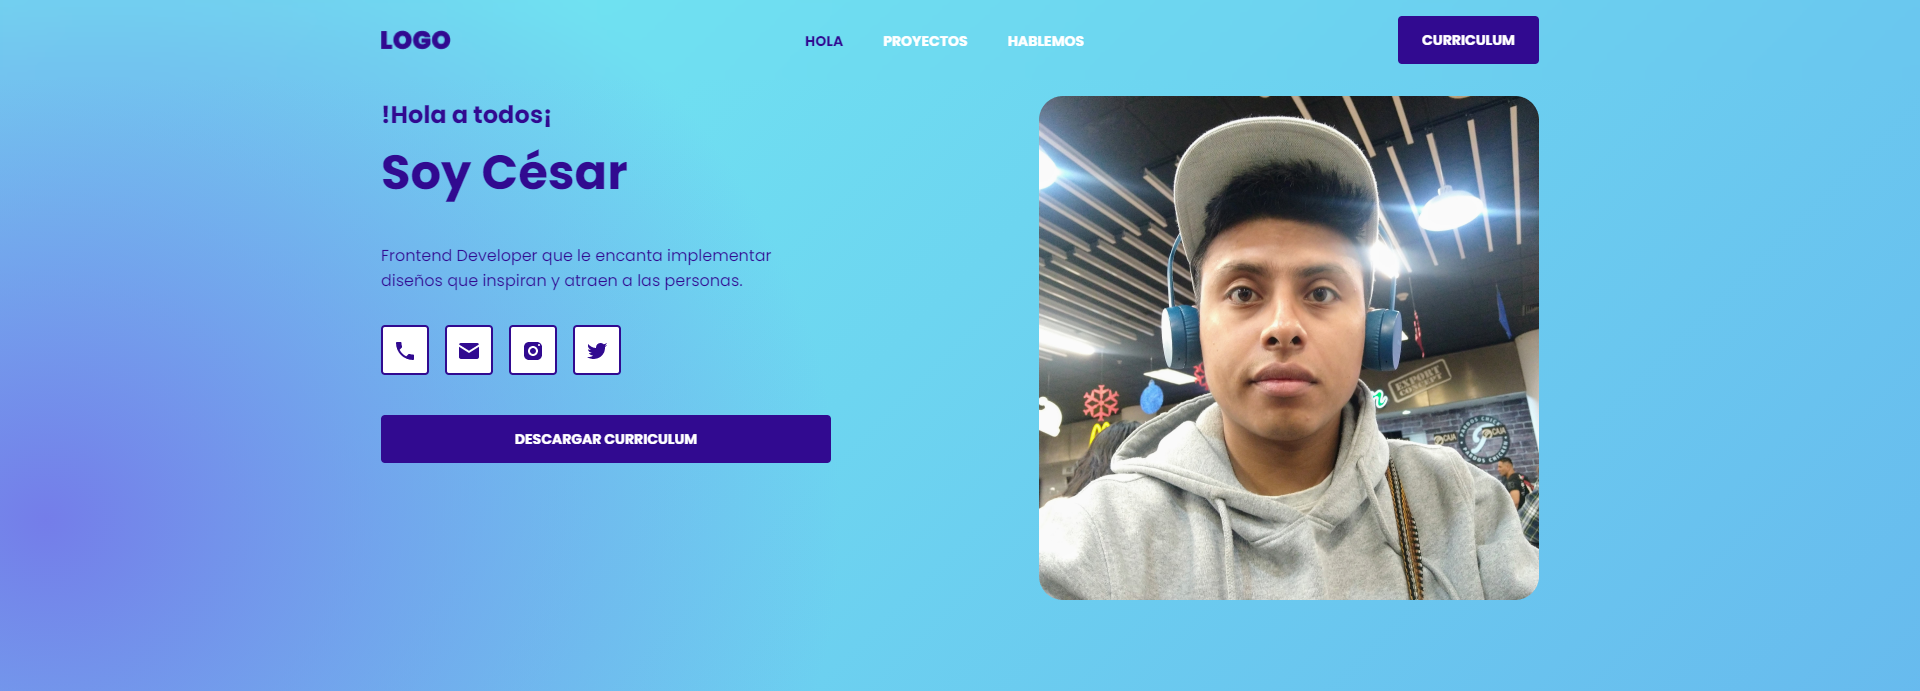 LOGO
HOLA
PROYECTOS
HABLEMOS
CURRICULUM
!Hola a todos¡
Soy César
Frontend Developer que le encanta implementar
diseños que inspiran y atraen a las personas.
DESCARGAR CURRICULUM
EXPORT
CONCEPT